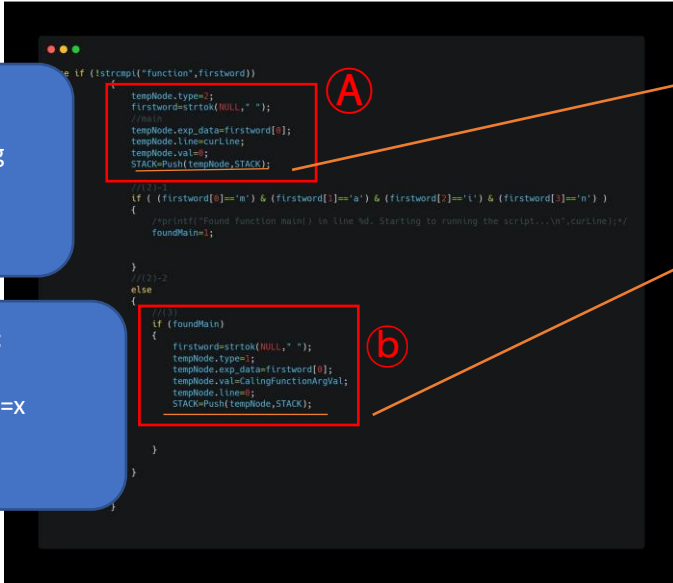 e if (!strcmpi("function",firstword))
{
tempNode.type=2;
firstword=strtok(NULL," ");
//main
tempNode.exp_data=firstword[0];
tempNode.line=curLine;
tempNode.val=0;
STACK=Push(tempNode,STACK);
A
g
//(2)-1
if ( (firstword[0]=='m') & (firstword[1]=='a') & (firstword[2]=='i') & (firstword[3]=='n') )
{
/*printf("Found function main() in line %d. Starting to running the script...\n",curLine);*/
foundMain=1;
}
//(2)-2
else
{
//(3)
if (foundMain)
{
firstword=strtok(NULL," ");
tempNode.type=1;
tempNode.exp_data=firstword[0];
tempNode.val=CalingFunctionArgVal;
tempNode.line=0;
STACK=Push(tempNode,STACK);
b
=x
}
}
}